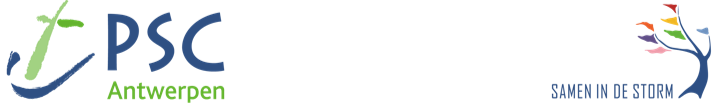 PSC
Antwerpen
SAMEN IN DE STORM